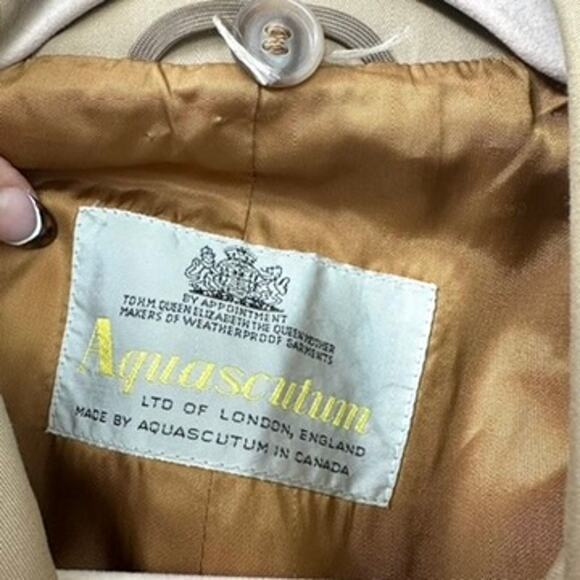 BY APPOINTMENT
TO H.M. QUEEN ELIZABETH THE QUEEN MOTHER
MAKERS OF WEATHERPROOF GARMENTS
Aquascutum
LTD OF LONDON, ENGLAND
MADE BY AQUASCUTUM IN CANADA